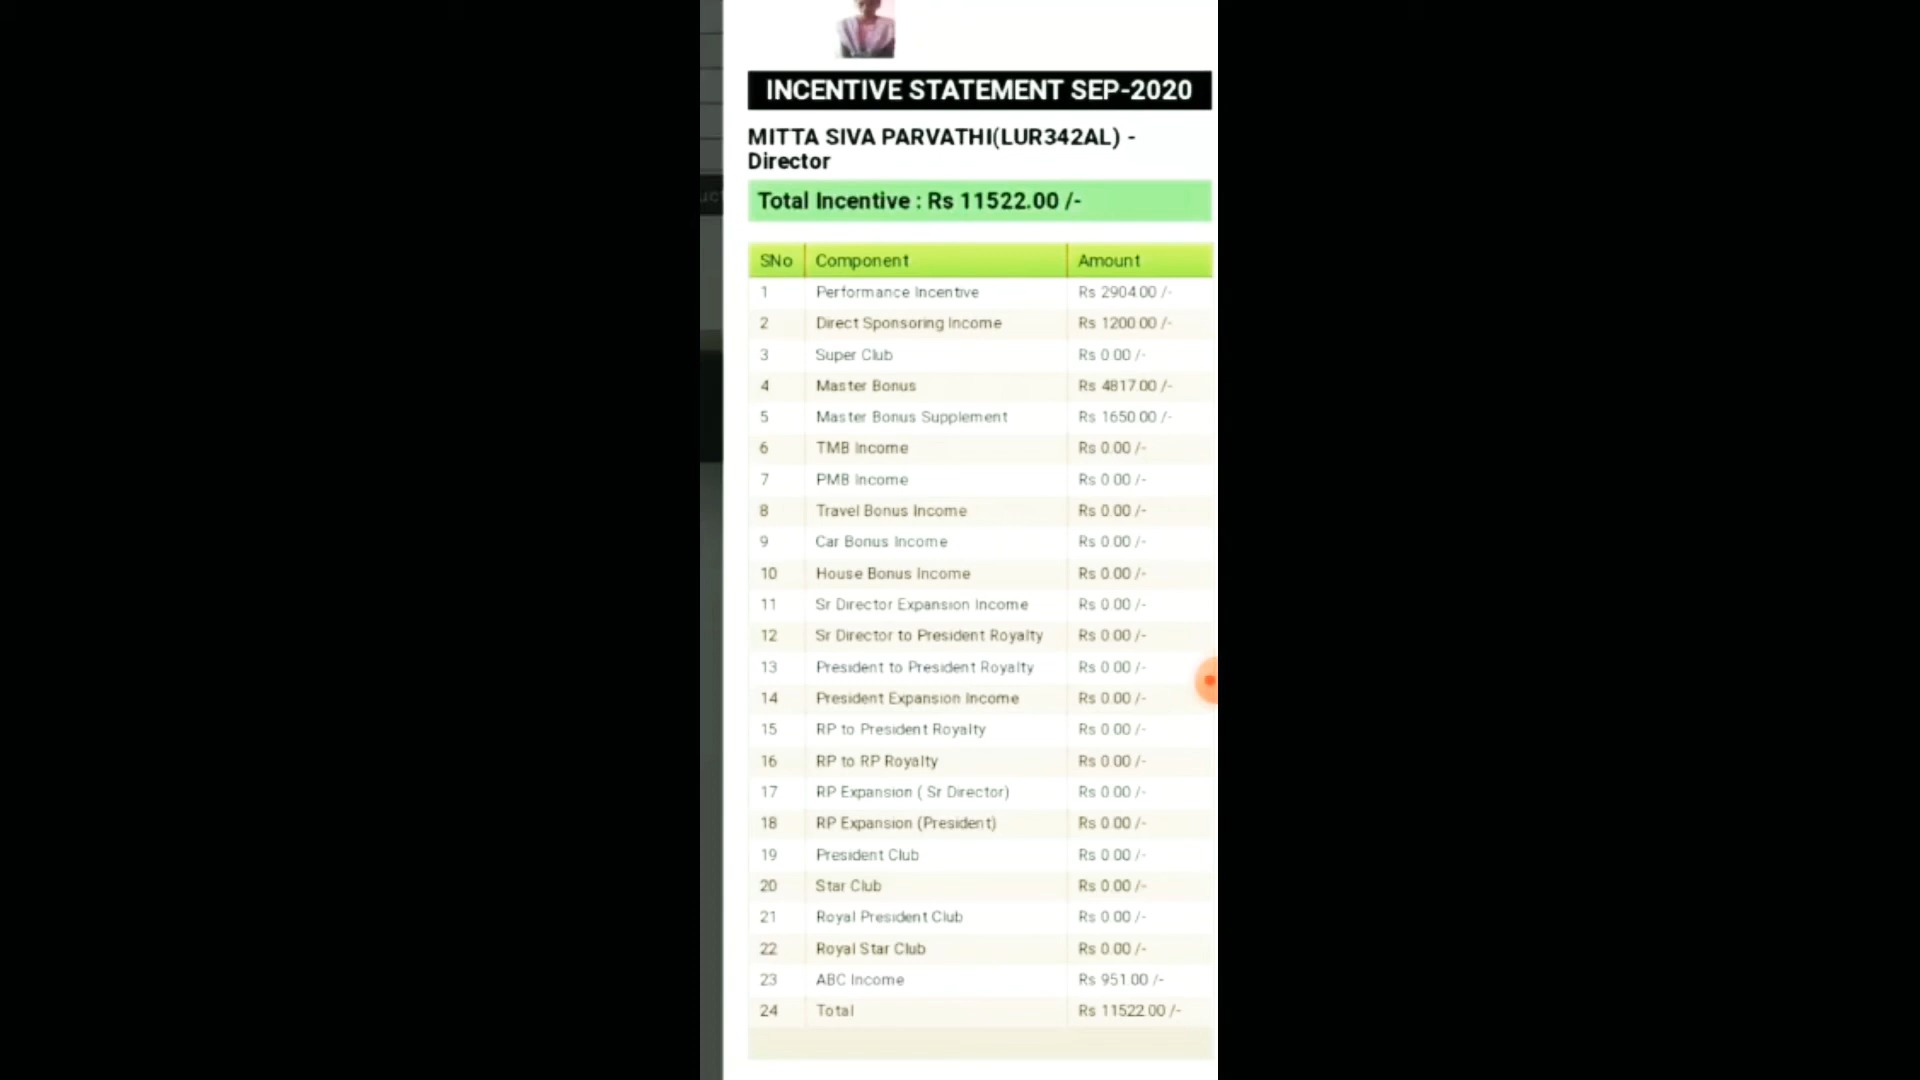 INCENTIVE STATEMENT SEP-2020
MITTA SIVA PARVATHI(LUR342AL) -
Director
Total Incentive : Rs 11522.00 /-
SNo Component Amount
1 Performance Incentive Rs 2904.00 /-
2 Direct Sponsoring Income Rs 1200.00 /-
3 Super Club Rs 0.00 /-
4 Master Bonus Rs 4817.00 /-
5 Master Bonus Supplement Rs 1650.00 /-
6 TMB Income Rs 0.00 /-
7 PMB Income Rs 0.00 /-
8 Travel Bonus Income Rs 0.00 /-
9 Car Bonus Income Rs 0.00 /-
10 House Bonus Income Rs 0.00 /-
11 Sr Director Expansion Income Rs 0.00 /-
12 Sr Director to President Royalty Rs 0.00 /-
13 President to President Royalty Rs 0.00 /-
14 President Expansion Income Rs 0.00 /-
15 RP to President Royalty Rs 0.00 /-
16 RP to RP Royalty Rs 0.00 /-
17 RP Expansion ( Sr Director) Rs 0.00 /-
18 RP Expansion (President) Rs 0.00 /-
19 President Club Rs 0.00 /-
20 Star Club Rs 0.00 /-
21 Royal President Club Rs 0.00 /-
22 Royal Star Club Rs 0.00 /-
23 ABC Income Rs 951.00 /-
24 Total Rs 11522.00 /-